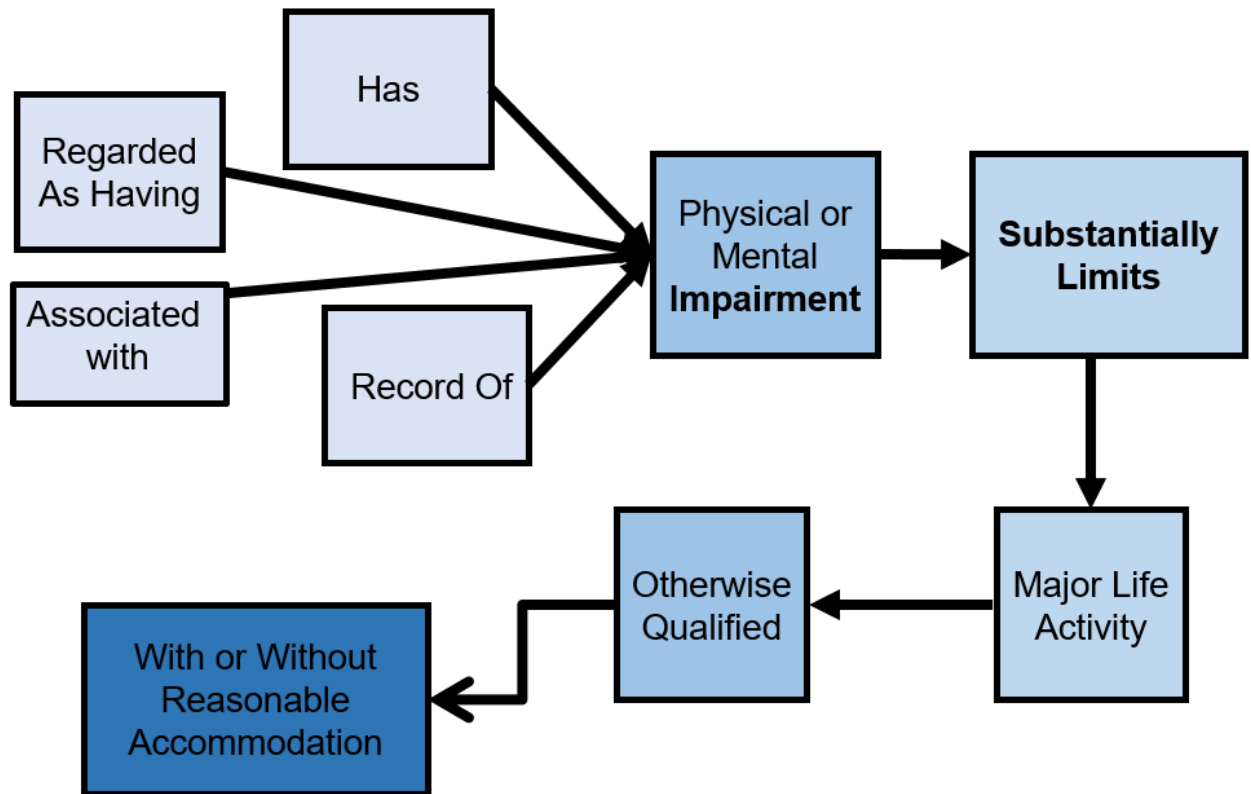 Has
Regarded
As Having
Associated
with
Record Of
Physical or
Mental
Impairment
Substantially
Limits
Major Life
Activity
Otherwise
Qualified
With or Without
Reasonable
Accommodation